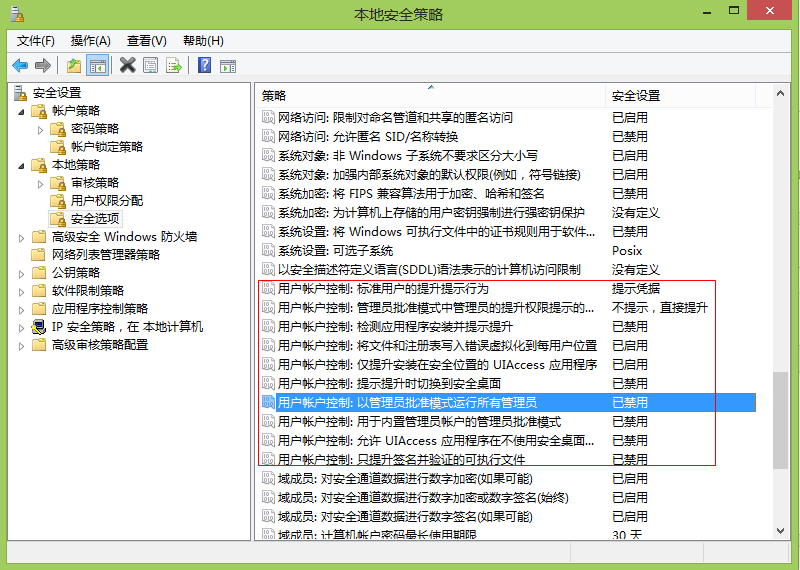 本地安全策略
文件(F) 操作(A) 查看(V) 帮助(H)
安全设置
帐户策略
密码策略
帐户锁定策略
本地策略
审核策略
用户权限分配
安全选项
高级安全 Windows 防火墙
网络列表管理器策略
公钥策略
软件限制策略
应用程序控制策略
IP 安全策略，在 本地计算机
高级审核策略配置
策略 安全设置
网络访问: 限制对命名管道和共享的匿名访问 已启用
网络访问: 允许匿名 SID/名称转换 已禁用
系统对象: 非 Windows 子系统不要求区分大小写 已启用
系统对象: 加强内部系统对象的默认权限(例如，符号链接) 已启用
系统加密: 将 FIPS 兼容算法用于加密、哈希和签名 已禁用
系统加密: 为计算机上存储的用户密钥强制进行强密钥保护 没有定义
系统设置: 将 Windows 可执行文件中的证书规则用于软件... 已禁用
系统设置: 可选子系统 Posix
以安全描述符定义语言(SDDL)语法表示的计算机访问限制 没有定义
用户帐户控制: 标准用户的提升提示行为 提示凭据
用户帐户控制: 管理员批准模式中管理员的提升权限提示的... 不提示，直接提升
用户帐户控制: 检测应用程序安装并提示提升 已禁用
用户帐户控制: 将文件和注册表写入错误虚拟化到每用户位置 已启用
用户帐户控制: 仅提升安装在安全位置的 UIAccess 应用程序 已启用
用户帐户控制: 提示提升时切换到安全桌面 已禁用
用户帐户控制: 以管理员批准模式运行所有管理员 已禁用
用户帐户控制: 用于内置管理员帐户的管理员批准模式 已禁用
用户帐户控制: 允许 UIAccess 应用程序在不使用安全桌面... 已禁用
用户帐户控制: 只提升签名并验证的可执行文件 已禁用
域成员: 对安全通道数据进行数字加密(如果可能) 已启用
域成员: 对安全通道数据进行数字加密或数字签名(始终) 已启用
域成员: 对安全通道数据进行数字签名(如果可能) 已启用
域成员: 计算机帐户密码最长使用期限 30 天